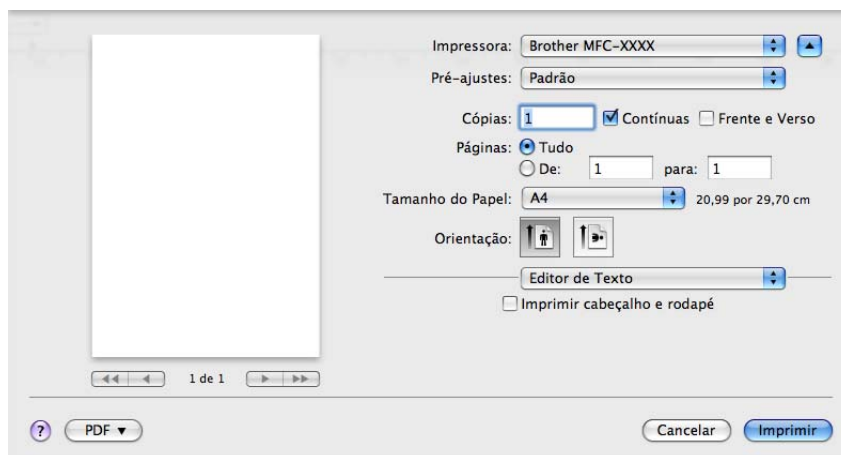 Impressora: Brother MFC-XXXX
Pré-ajustes: Padrão
Cópias: 1 Contínuas Frente e Verso
Páginas: Tudo
De: 1 para: 1
Tamanho do Papel: A4 20,99 por 29,70 cm
Orientação:
Editor de Texto
Imprimir cabeçalho e rodapé
1 de 1
? PDF Cancelar Imprimir